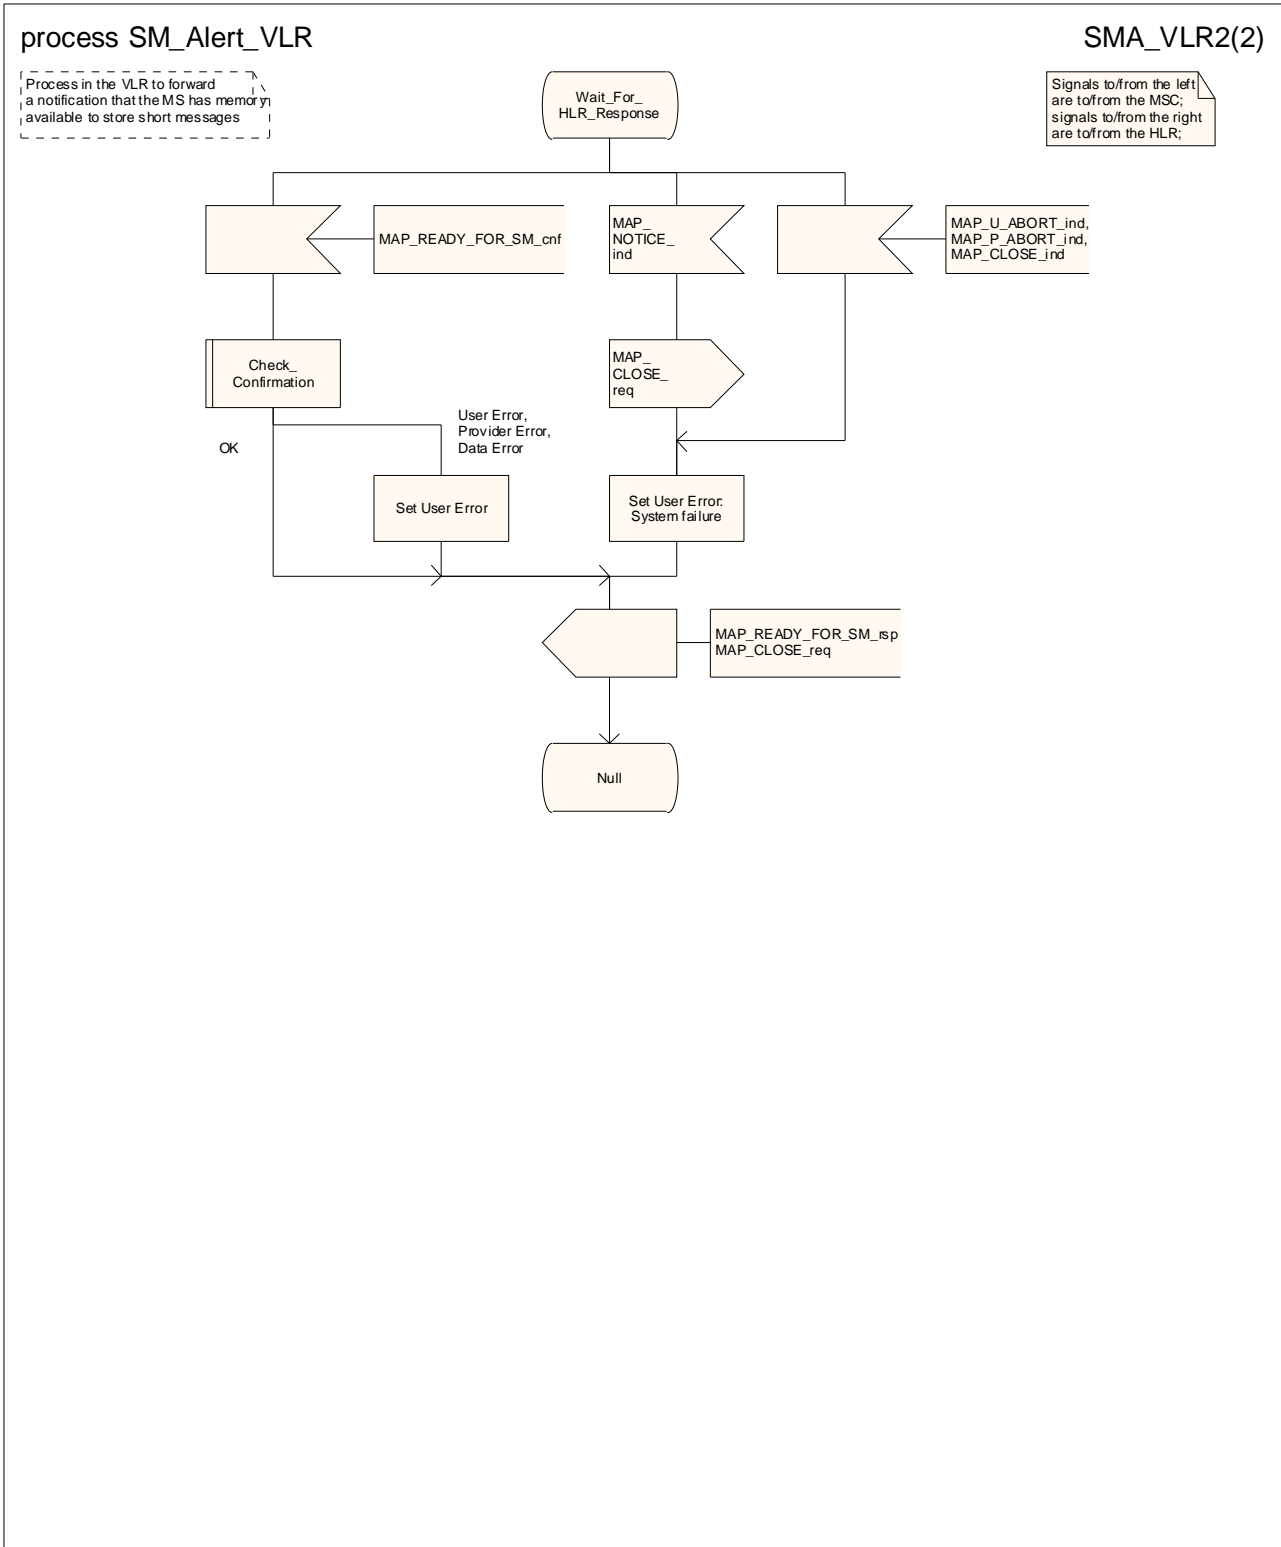 process SM_Alert_VLR
SMA_VLR2(2)
Process in the VLR to forward
a notification that the MS has memory
available to store short messages
Wait_For_
HLR_Response
Signals to/from the left
are to/from the MSC;
signals to/from the right
are to/from the HLR;
MAP_READY_FOR_SM_cnf
MAP_
NOTICE_
ind
MAP_U_ABORT_ind,
MAP_P_ABORT_ind,
MAP_CLOSE_ind
Check_
Confirmation
MAP_
CLOSE_
req
OK
User Error,
Provider Error,
Data Error
Set User Error
Set User Error:
System failure
MAP_READY_FOR_SM_rsp
MAP_CLOSE_req
Null